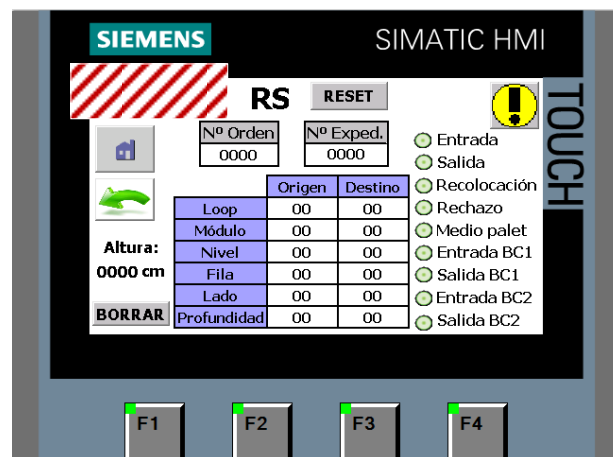 SIEMENS
SIMATIC HMI
TOUCH
RS
RESET
Nº Orden
Nº Exped.
0000
0000
Origen Destino
Loop 00 00
Módulo 00 00
Nivel 00 00
Fila 00 00
Lado 00 00
Profundidad 00 00
Altura:
0000 cm
BORRAR
Entrada
Salida
Recolocación
Rechazo
Medio palet
Entrada BC1
Salida BC1
Entrada BC2
Salida BC2
F1
F2
F3
F4